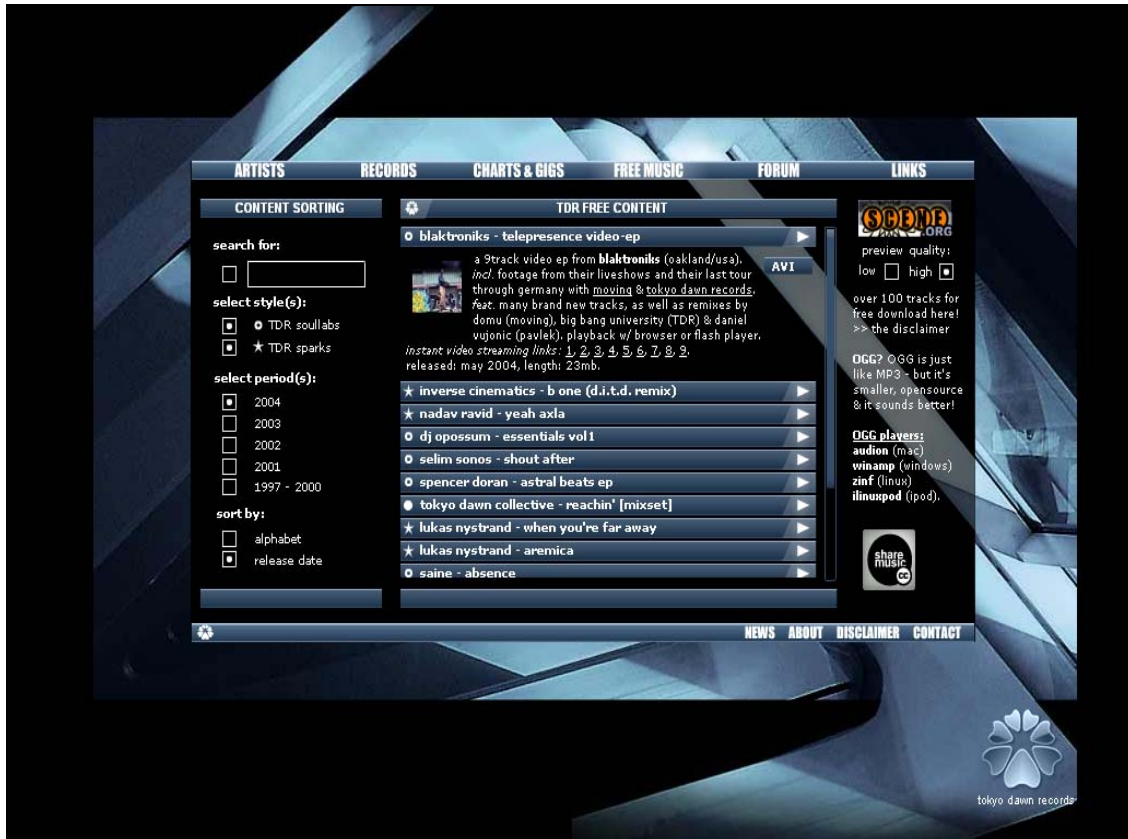 ARTISTS RECORDS CHARTS & GIGS FREE MUSIC FORUM LINKS
CONTENT SORTING
search for:
select style(s):
TDR soullabs
TDR sparks
select period(s):
2004
2003
2002
2001
1997 - 2000
sort by:
alphabet
release date
TDR FREE CONTENT
blaktroniks - telepresence video-ep
a 9track video ep from blaktroniks (oakland/usa).
AVI
incl. footage from their liveshows and their last tour
through germany with moving & tokyo dawn records.
feat. many brand new tracks, as well as remixes by
domu (moving), big bang university (TDR) & daniel
vujonic (pavlek). playback w/ browser or flash player.
instant video streaming links: 1, 2, 3, 4, 5, 6, 7, 8, 9.
released: may 2004, length: 23mb.
inverse cinematics - b one (d.i.t.d. remix)
nadav ravid - yeah axla
dj opossum - essentials vol1
selim sonos - shout after
spencer doran - astral beats ep
tokyo dawn collective - reachin' [mixset]
lukas nystrand - when you're far away
lukas nystrand - aremica
saine - absence
SCENE
.ORG
preview quality:
low high
over 100 tracks for
free download here!
>> the disclaimer
OGG? OGG is just
like MP3 - but it's
smaller, opensource
& it sounds better!
OGG players:
audion (mac)
winamp (windows)
zinf (linux)
ilinuxpod (ipod).
share
music
cc
NEWS ABOUT DISCLAIMER CONTACT
tokyo dawn records